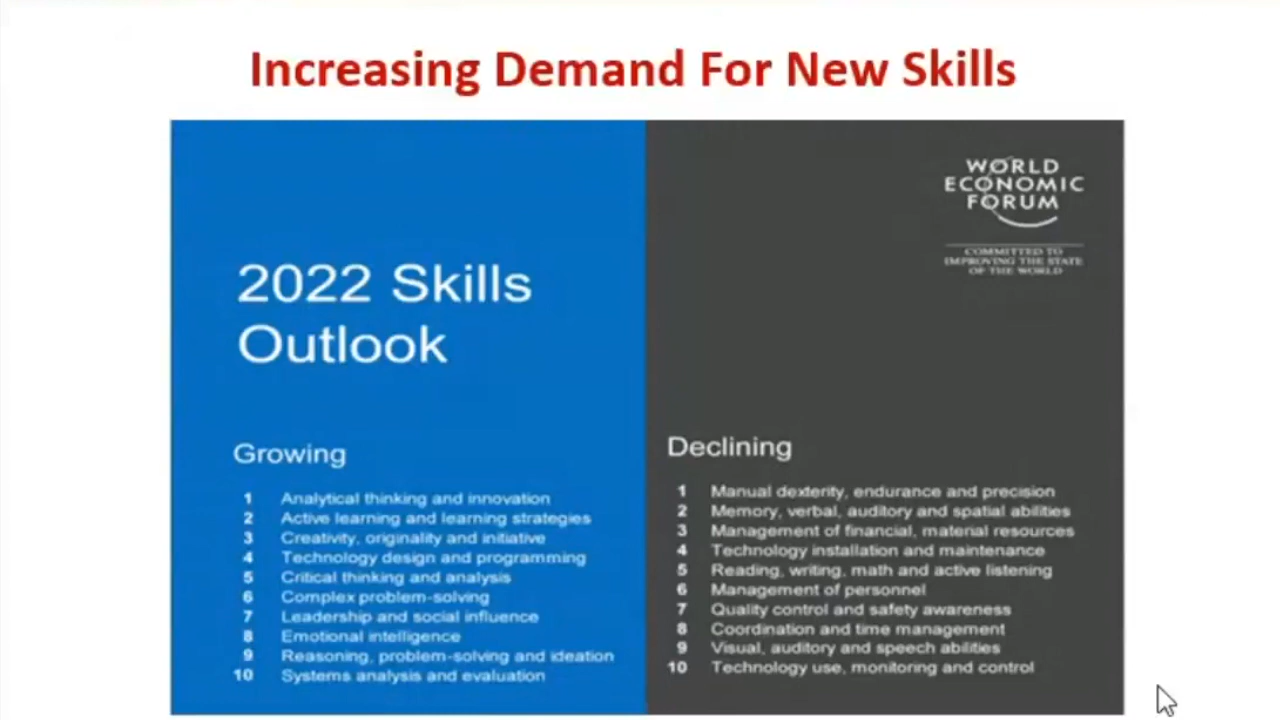 Increasing Demand For New Skills
WORLD
ECONOMIC
FORUM
COMMITTED TO
IMPROVING THE STATE
OF THE WORLD
2022 Skills
Outlook
Growing
1 Analytical thinking and innovation
2 Active learning and learning strategies
3 Creativity, originality and initiative
4 Technology design and programming
5 Critical thinking and analysis
6 Complex problem-solving
7 Leadership and social influence
8 Emotional intelligence
9 Reasoning, problem-solving and ideation
10 Systems analysis and evaluation
Declining
1 Manual dexterity, endurance and precision
2 Memory, verbal, auditory and spatial abilities
3 Management of financial, material resources
4 Technology installation and maintenance
5 Reading, writing, math and active listening
6 Management of personnel
7 Quality control and safety awareness
8 Coordination and time management
9 Visual, auditory and speech abilities
10 Technology use, monitoring and control